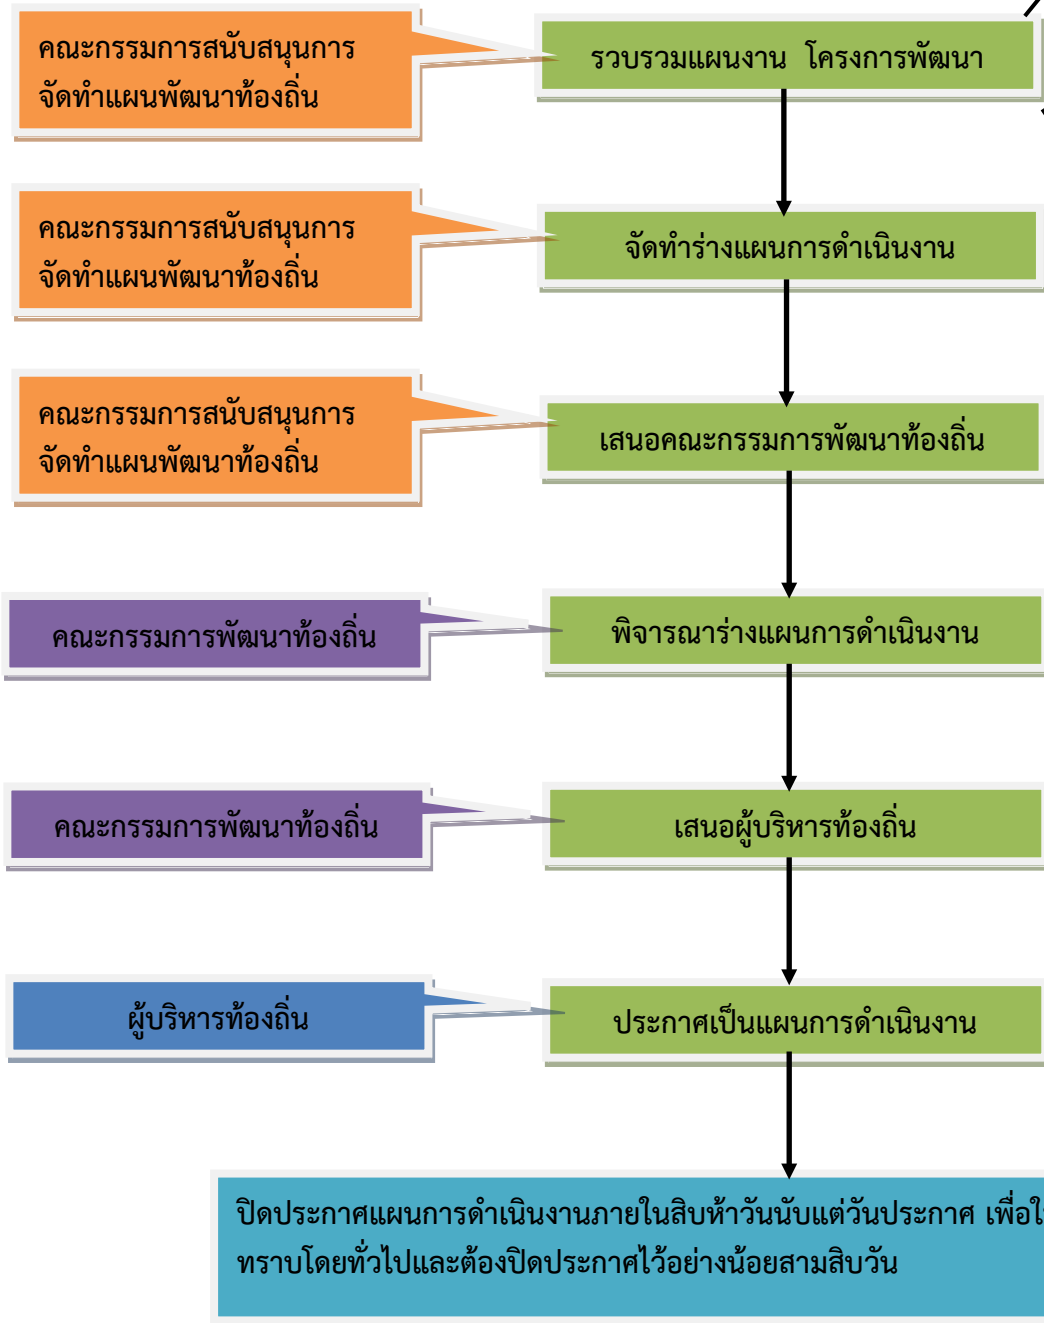 คณะกรรมการสนับสนุนการ
จัดทำแผนพัฒนาท้องถิ่น
รวบรวมแผนงาน โครงการพัฒนา
คณะกรรมการสนับสนุนการ
จัดทำแผนพัฒนาท้องถิ่น
จัดทำร่างแผนการดำเนินงาน
คณะกรรมการสนับสนุนการ
จัดทำแผนพัฒนาท้องถิ่น
เสนอคณะกรรมการพัฒนาท้องถิ่น
คณะกรรมการพัฒนาท้องถิ่น
พิจารณาร่างแผนการดำเนินงาน
คณะกรรมการพัฒนาท้องถิ่น
เสนอผู้บริหารท้องถิ่น
ผู้บริหารท้องถิ่น
ประกาศเป็นแผนการดำเนินงาน
ปิดประกาศแผนการดำเนินงานภายในสิบห้าวันนับแต่วันประกาศ เพื่อ
ทราบโดยทั่วไปและต้องปิดประกาศไว้อย่างน้อยสามสิบวัน